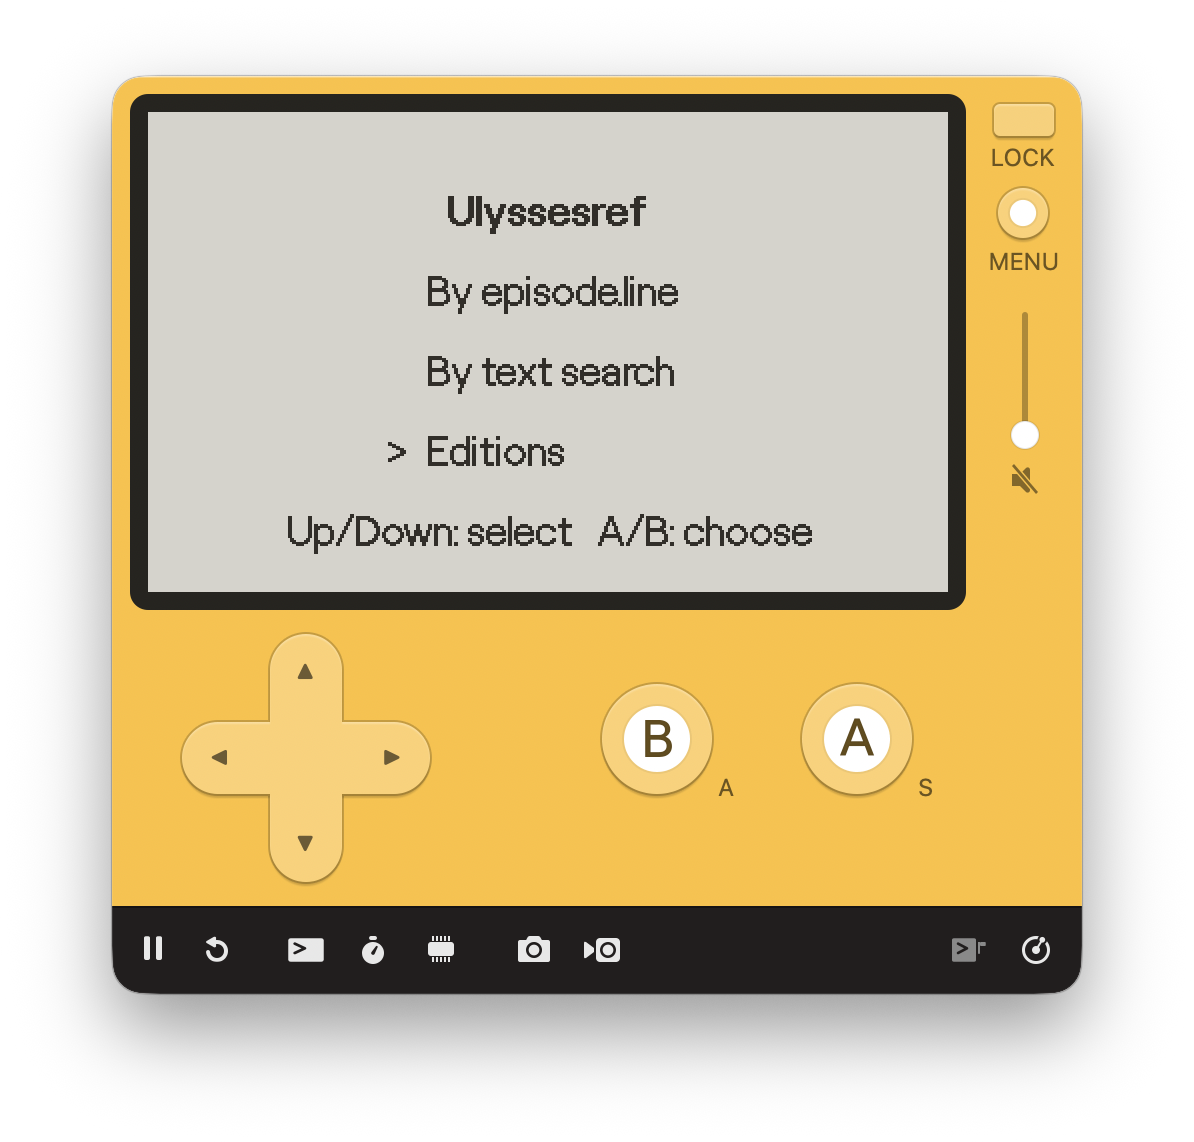 Ulyssesref
By episode.line
By text search
> Editions
Up/Down: select A/B: choose
LOCK
MENU
B
A
A
S